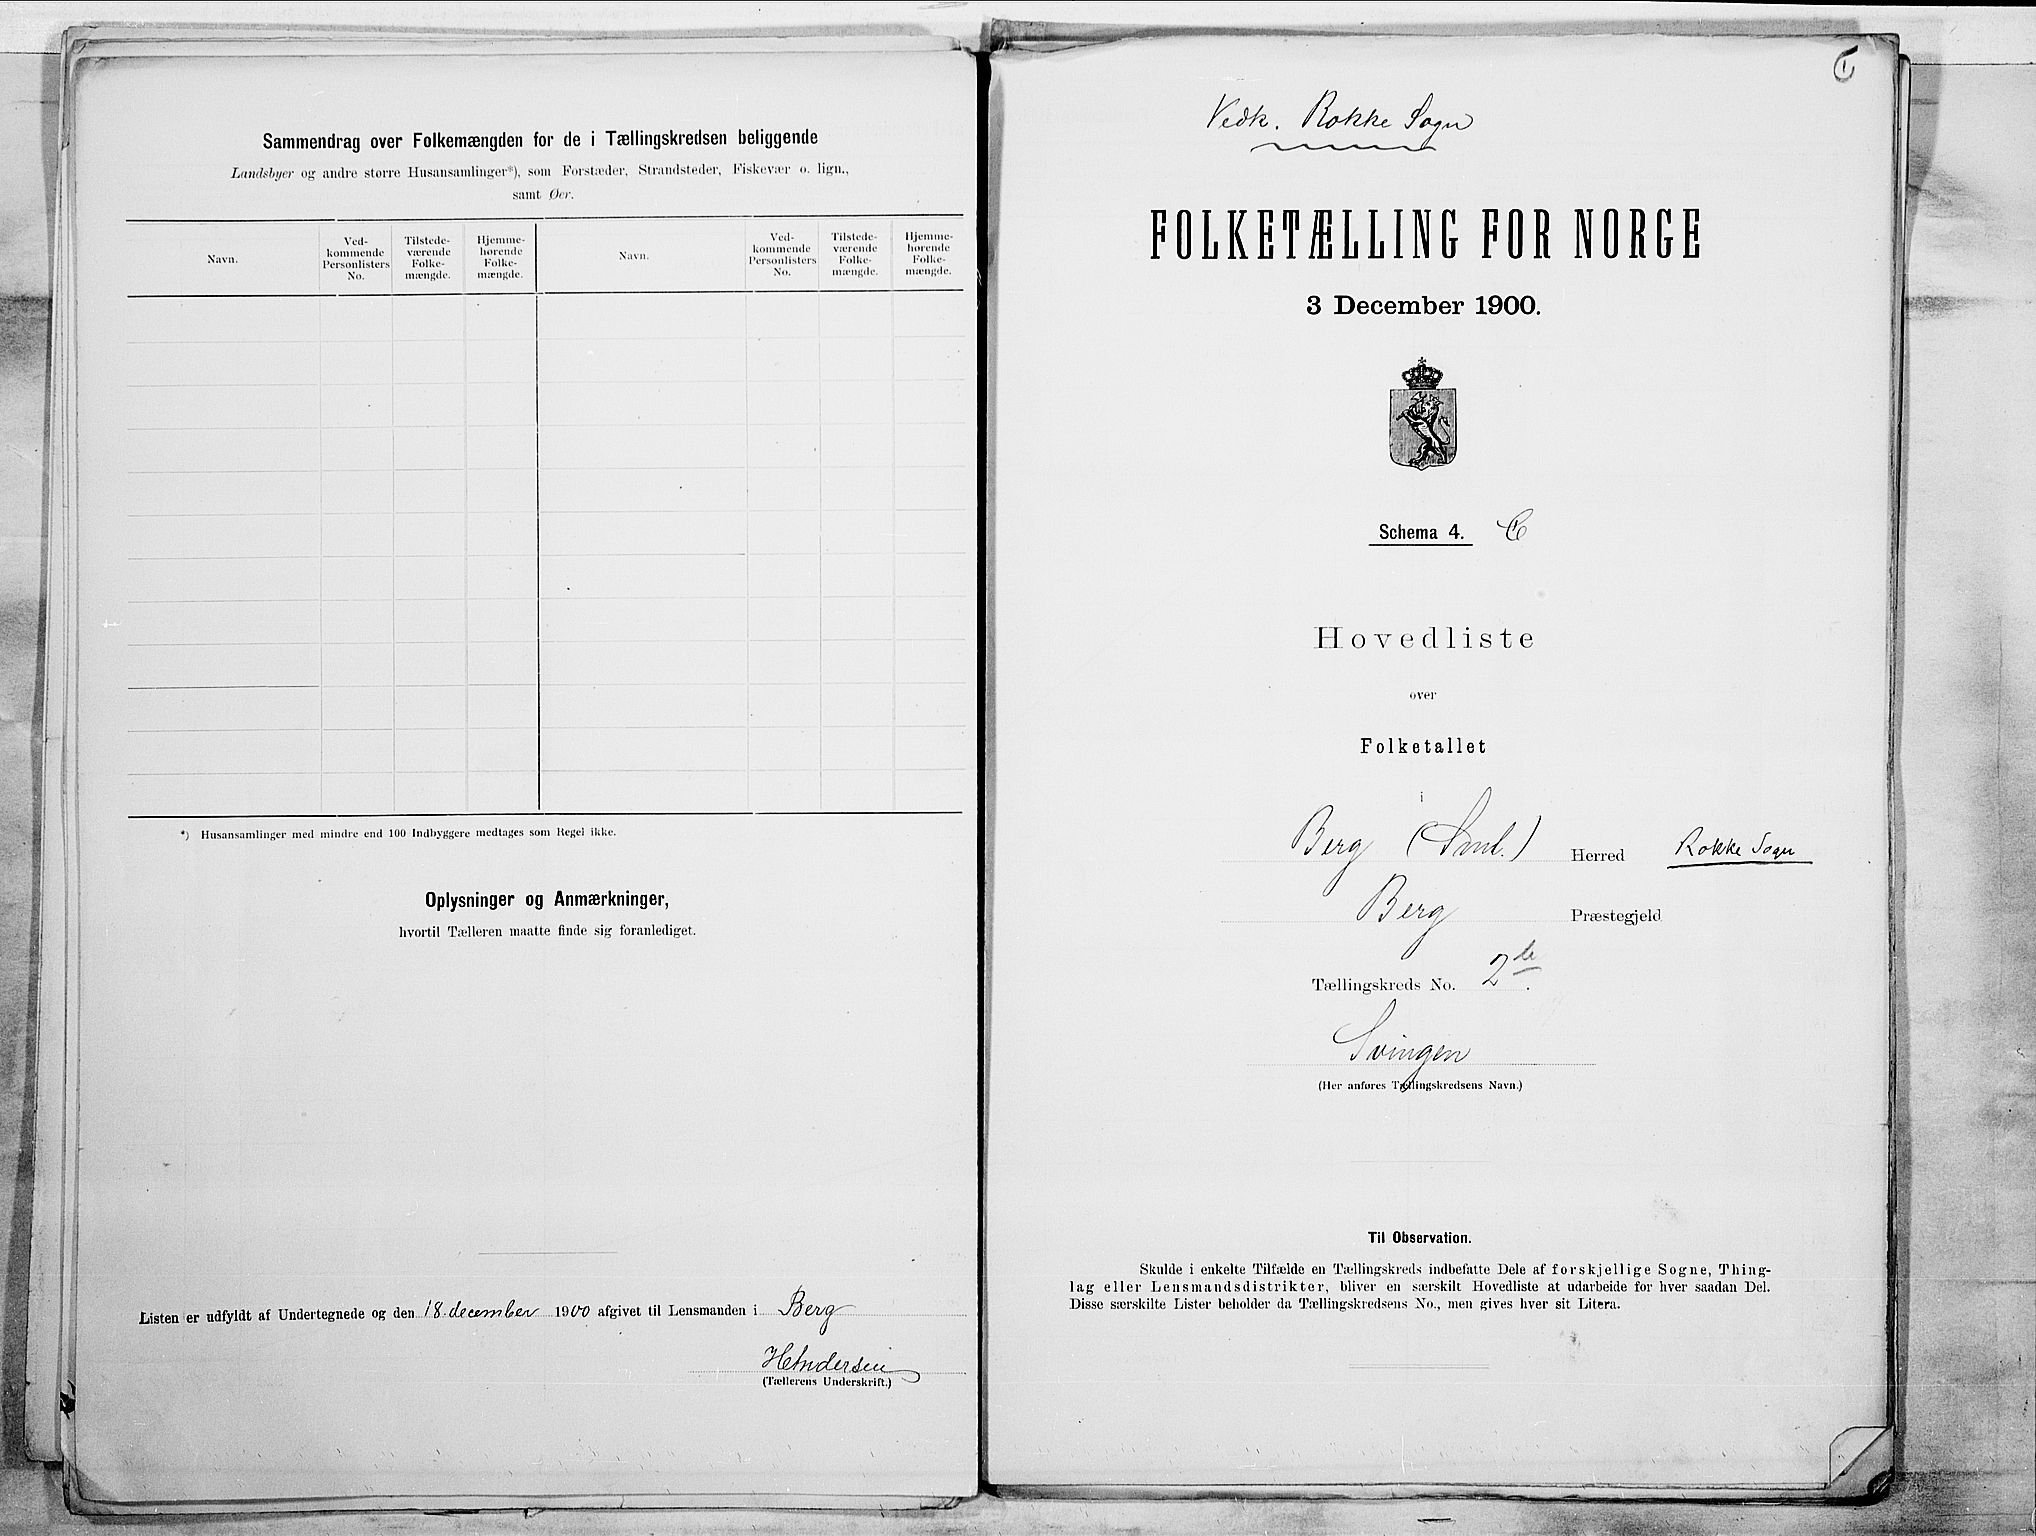 Sammendrag over Folkemængden for de i Tællingskredsen beliggende
Landsbyer og andre større Husansamlinger*), som Forstæder, Strandsteder, Fiskevær o. lign.,
samt Øer.
Navn.
Ved-
kommende
Personlisters
No.
Tilstede-
værende
Folke-
mængde.
Hjemme-
hørende
Folke-
mængde.
Navn.
Ved-
kommende
Personlisters
No.
Tilstede-
værende
Folke-
mængde.
Hjemme-
hørende
Folke-
mængde.
*) Husansamlinger med mindre end 100 Indbyggere medtages som Regel ikke.
Oplysninger og Anmærkninger,
hvortil Tælleren maatte finde sig foranlediget.
Listen er udfyldt af Undertegnede og den 18. december 1900 afgivet til Lensmanden i Berg
H Andersen
(Tællerens Underskrift.)
Vedk. Rokke Sogn
FOLKETÆLLING FOR NORGE
3 December 1900.
Schema 4. C
Hovedliste
over
Folketallet
i
Berg (Sml.) Herred Rokke Sogn
Berg Præstegjeld
Tællingskreds No. 2de.
Svingen
(Her anføres Tællingskredsens Navn.)
Til Observation.
Skulde i enkelte Tilfælde en Tællingskreds indbefatte Dele af forskjellige Sogne, Thing-
lag eller Lensmandsdistrikter, bliver en særskilt Hovedliste at udarbeide for hver saadan Del.
Disse særskilte Lister beholder da Tællingskredsens No., men gives hver sit Litera.